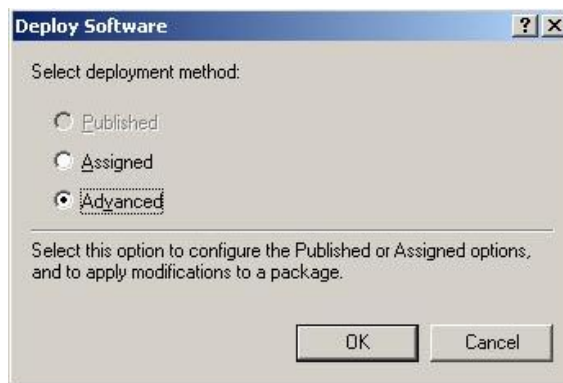 Deploy Software
Select deployment method:
Published
Assigned
Advanced
Select this option to configure the Published or Assigned options,
and to apply modifications to a package.
OK
Cancel